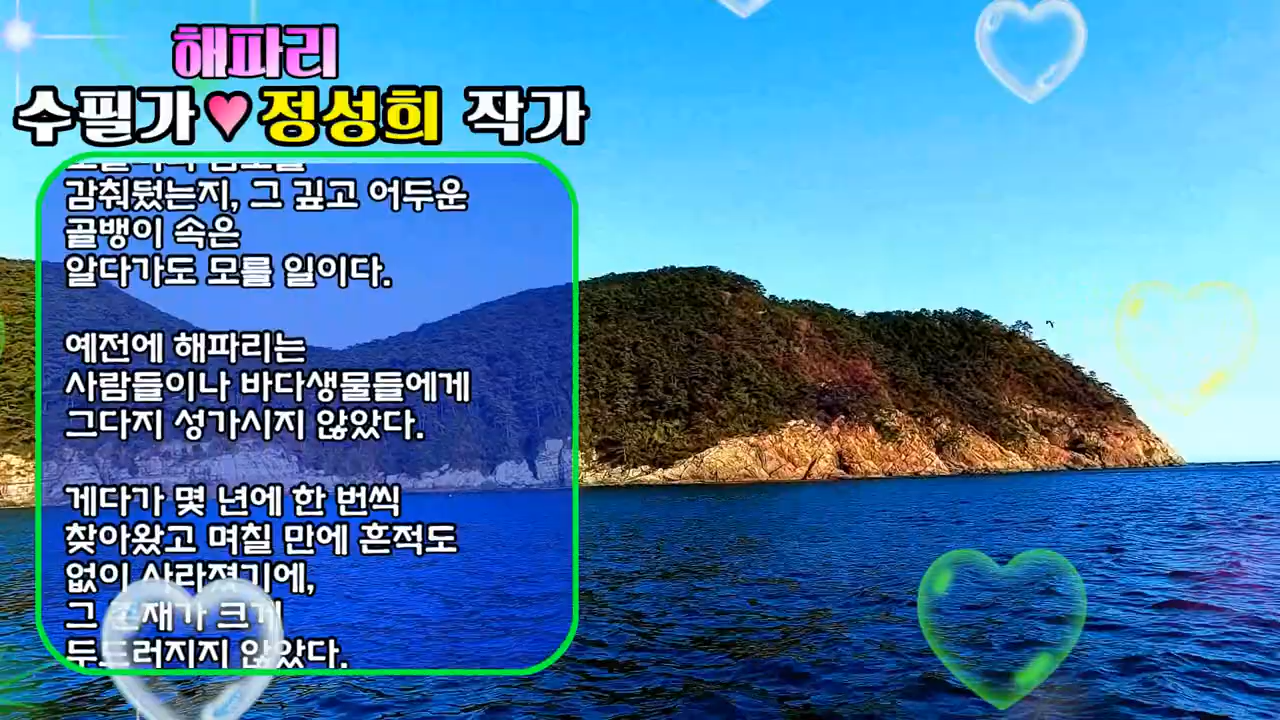 해파리
수필가♥정성희 작가
감춰뒀는지, 그 깊고 어두운
골뱅이 속은
알다가도 모를 일이다.
예전에 해파리는
사람들이나 바다생물들에게
그다지 성가시지 않았다.
게다가 몇 년에 한 번씩
찾아왔고 며칠 만에 흔적도
없이 사라졌기에,
그 존재가 크게
두드러지지 않았다.